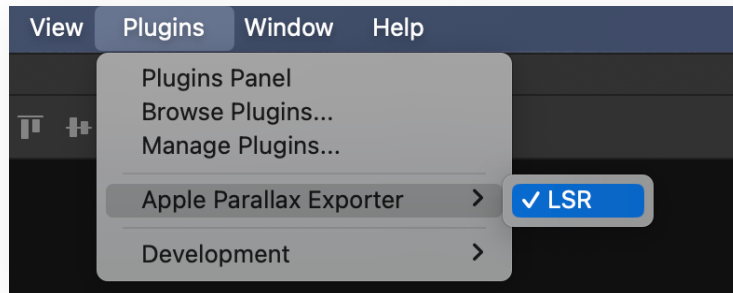 View Plugins Window Help
Plugins Panel
Browse Plugins...
Manage Plugins...
Apple Parallax Exporter
LSR
Development